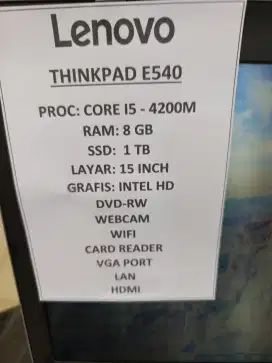 Lenovo
THINKPAD E540
PROC: CORE I5 - 4200M
RAM: 8 GB
SSD: 1 TB
LAYAR: 15 INCH
GRAFIS: INTEL HD
DVD-RW
WEBCAM
WIFI
CARD READER
VGA PORT
LAN
HDMI